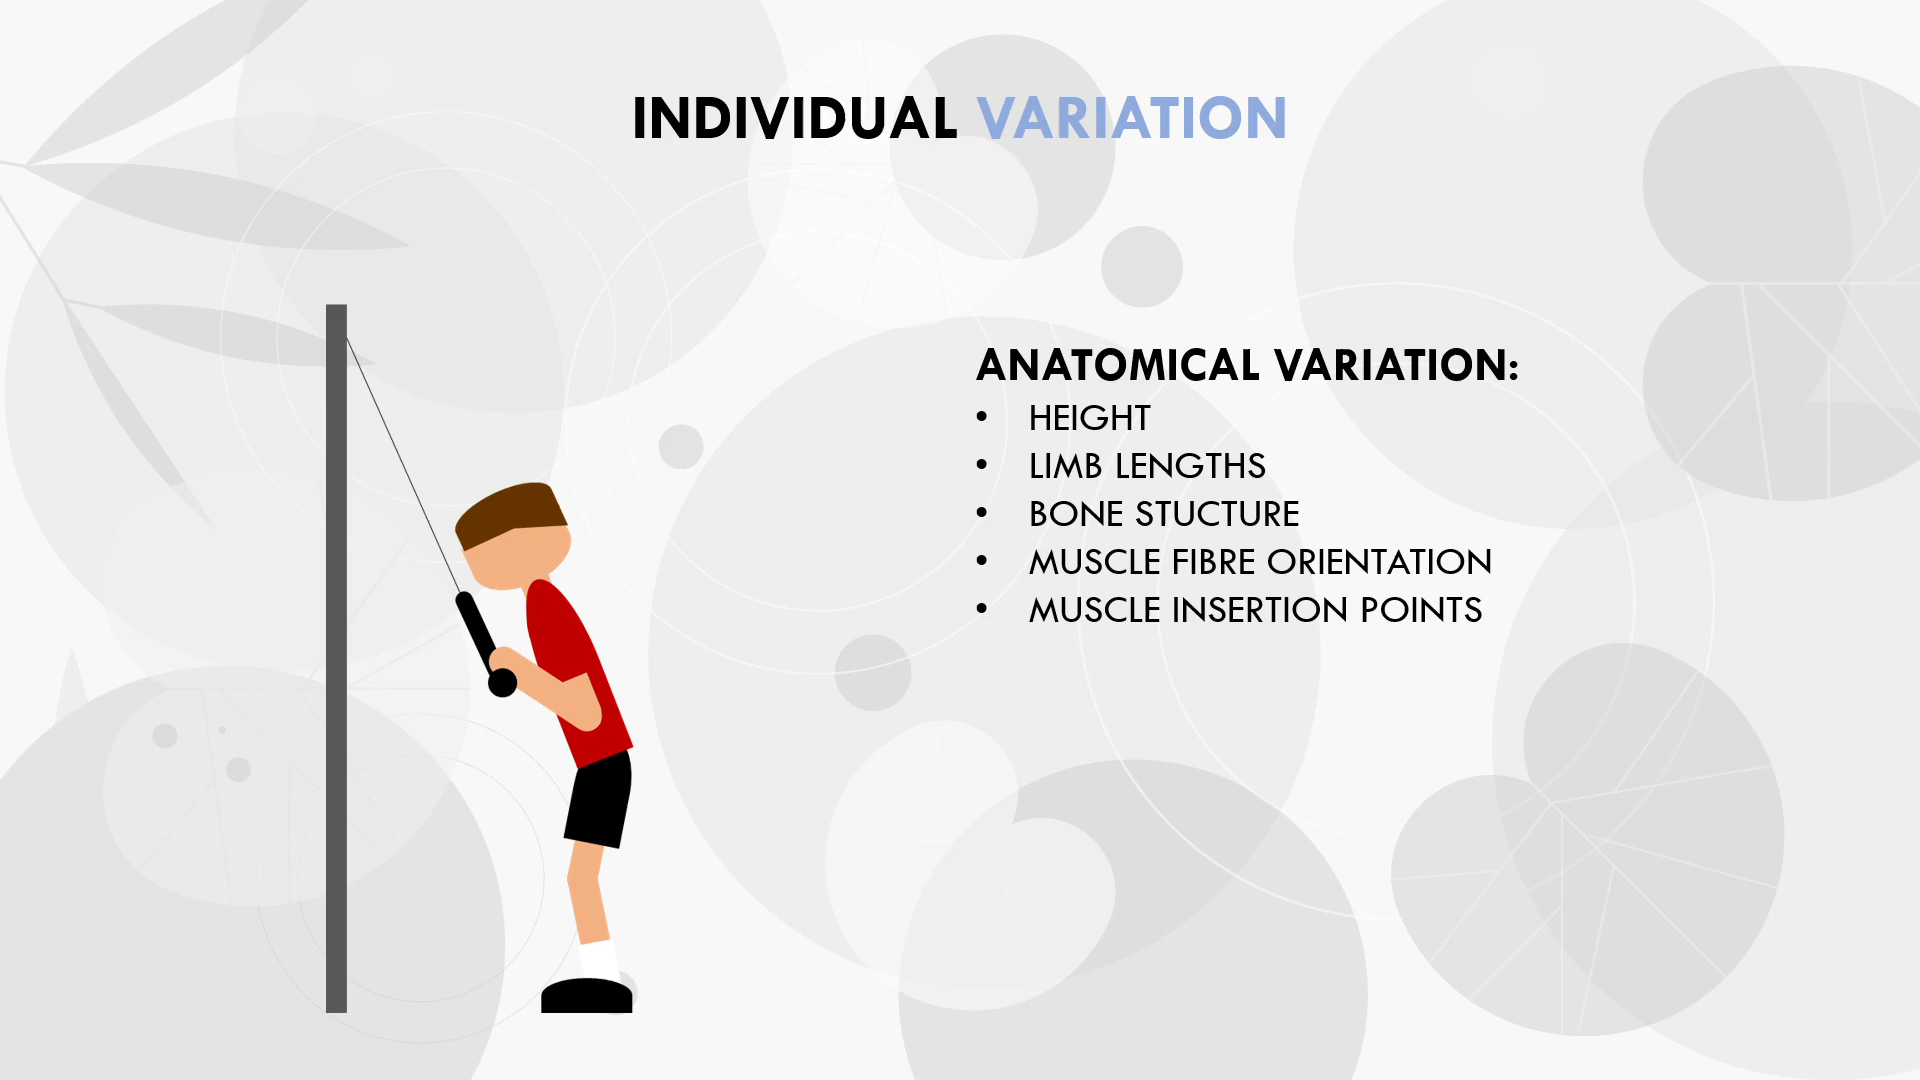 INDIVIDUAL VARIATION
ANATOMICAL VARIATION:
• HEIGHT
• LIMB LENGTHS
• BONE STUCTURE
• MUSCLE FIBRE ORIENTATION
• MUSCLE INSERTION POINTS